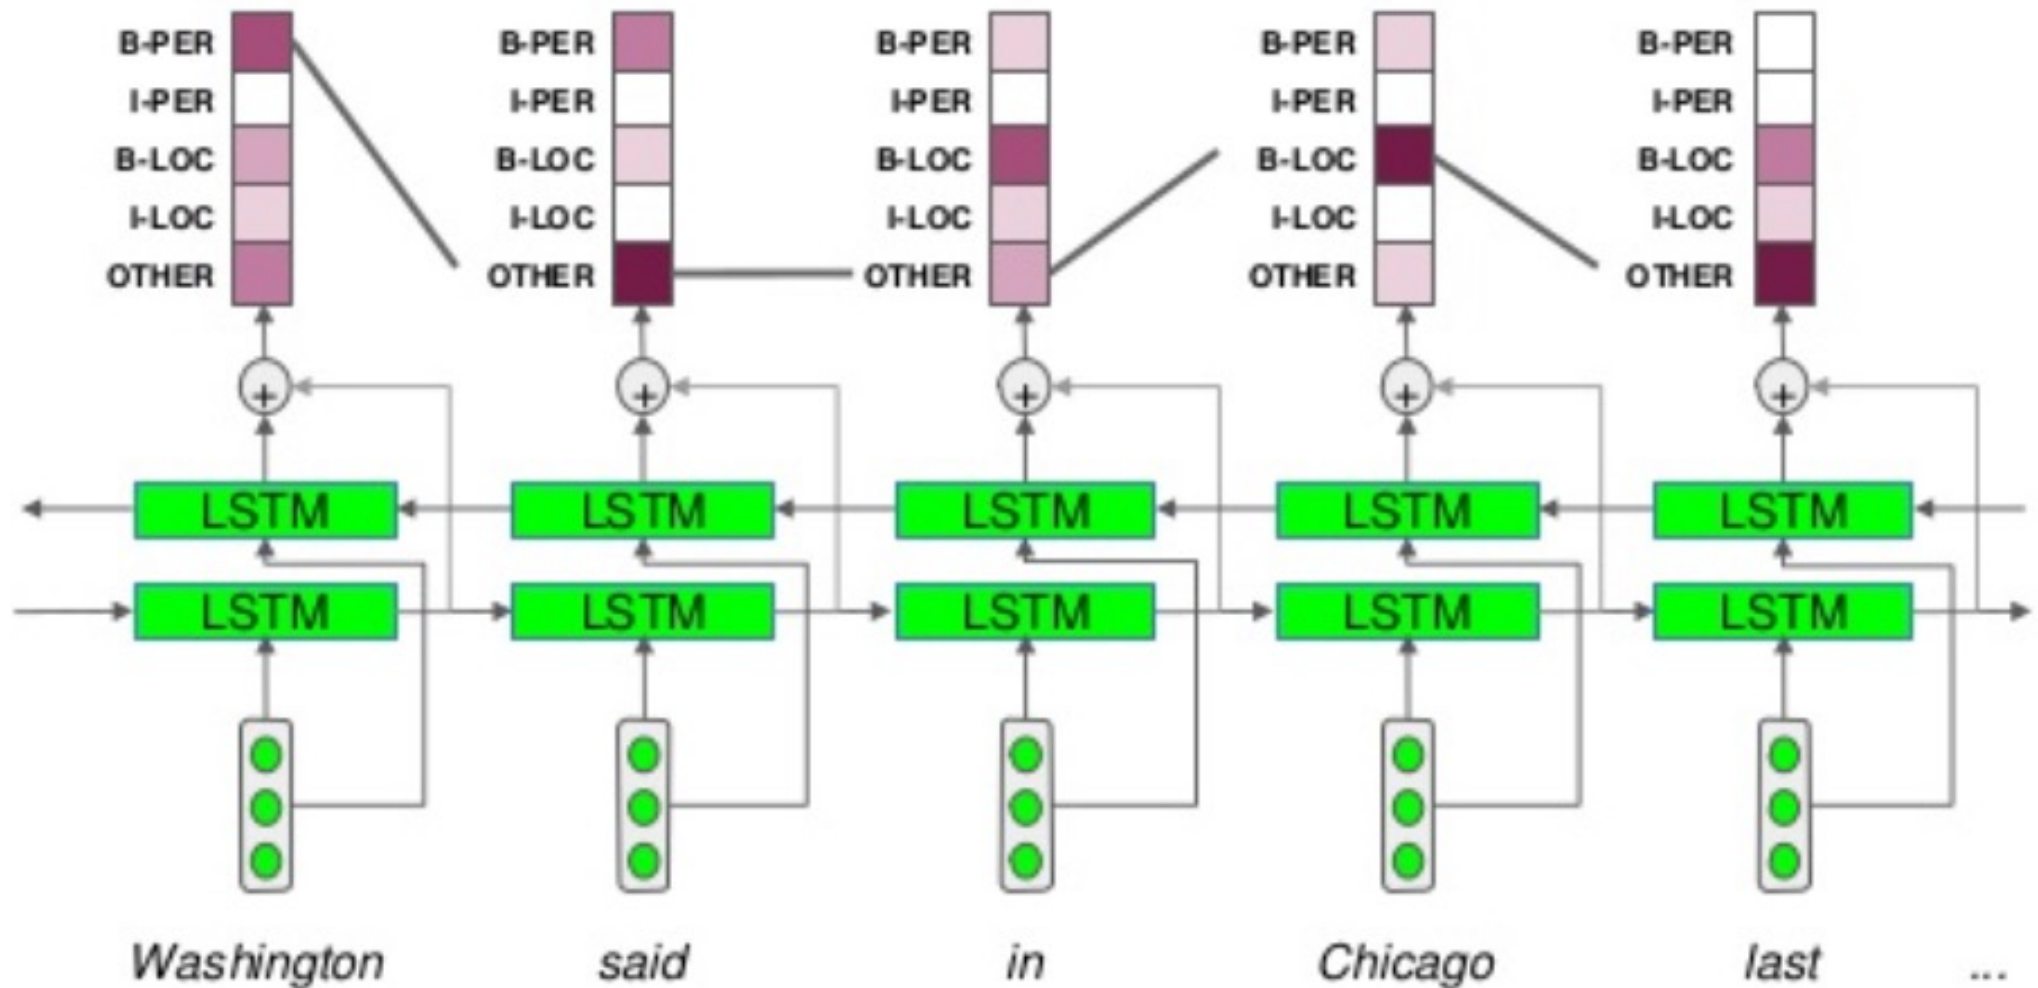 B-PER B-PER B-PER B-PER B-PER
I-PER I-PER I-PER I-PER I-PER
B-LOC B-LOC B-LOC B-LOC B-LOC
I-LOC I-LOC I-LOC I-LOC I-LOC
OTHER OTHER OTHER OTHER OTHER
+ + + + +
LSTM LSTM LSTM LSTM LSTM
LSTM LSTM LSTM LSTM LSTM
Washington said in Chicago last ...